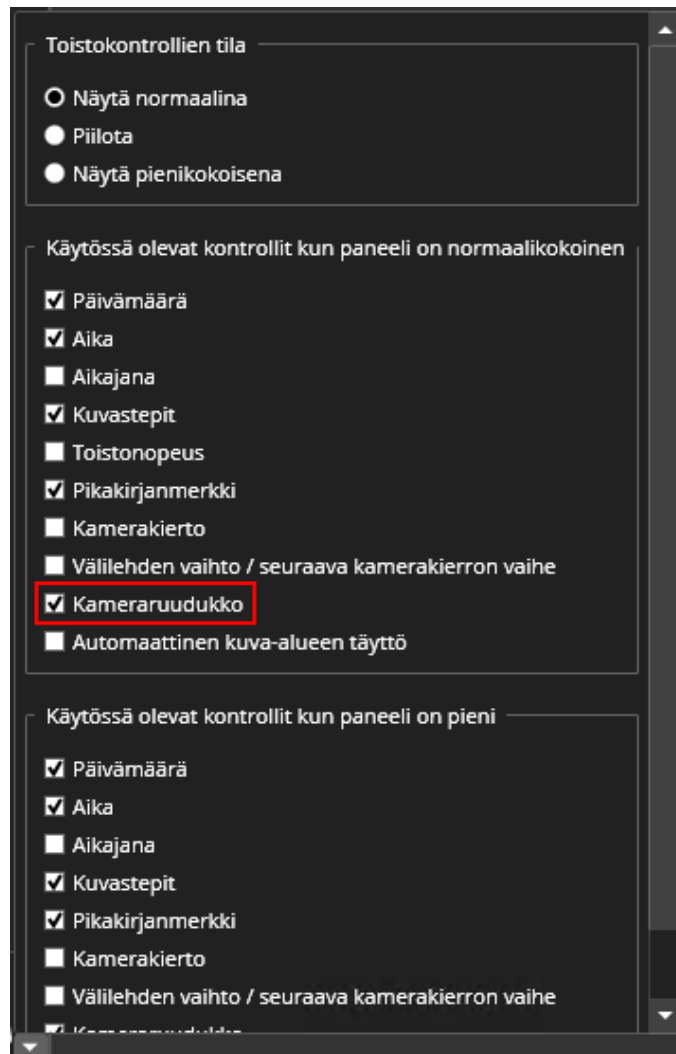 Toistokontrollien tila
Näytä normaalina
Piilota
Näytä pienikokoisena
Käytössä olevat kontrollit kun paneeli on normaalikokoinen
Päivämäärä
Aika
Aikajana
Kuvastepit
Toistonopeus
Pikakirjanmerkki
Kamerakierto
Välilehden vaihto / seuraava kamerakierron vaihe
Kameraruudukko
Automaattinen kuva-alueen täyttö
Käytössä olevat kontrollit kun paneeli on pieni
Päivämäärä
Aika
Aikajana
Kuvastepit
Pikakirjanmerkki
Kamerakierto
Välilehden vaihto / seuraava kamerakierron vaihe
Kameraruudukko